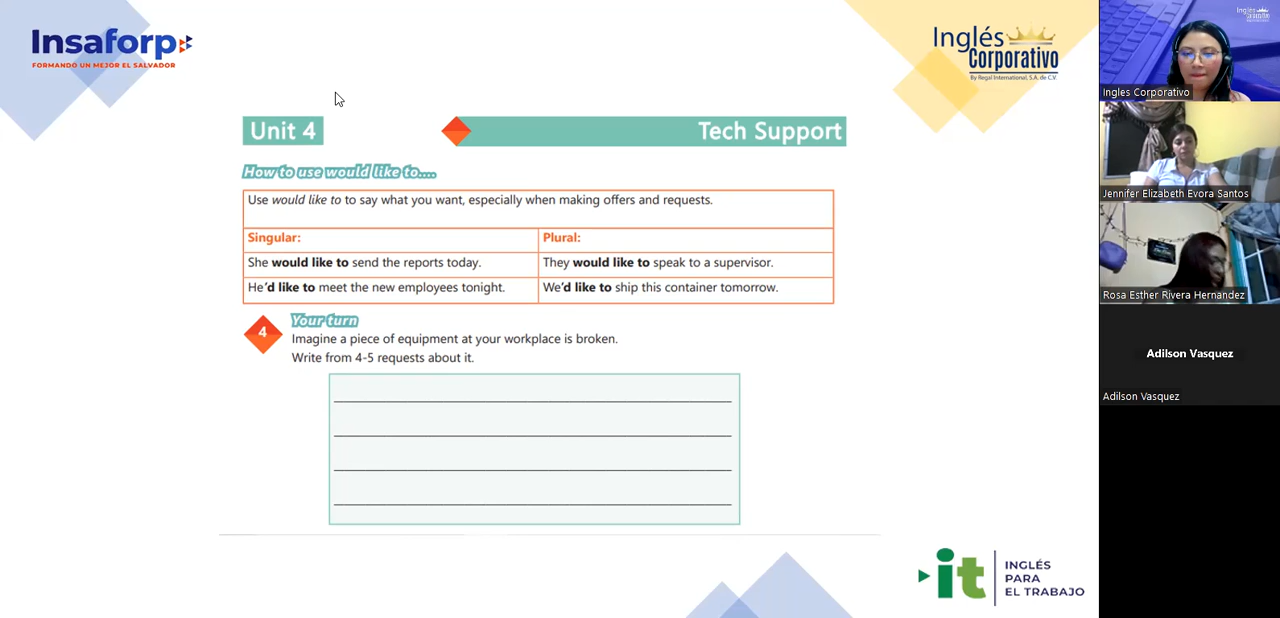 Insaforp
FORMANDO UN MEJOR EL SALVADOR
Inglés
Corporativo
By Regal International, S.A. de C.V.
Unit 4
Tech Support
How to use would like to....
Use would like to to say what you want, especially when making offers and requests.
Singular:
Plural:
She would like to send the reports today.
They would like to speak to a supervisor.
He'd like to meet the new employees tonight.
We'd like to ship this container tomorrow.
4
Your turn
Imagine a piece of equipment at your workplace is broken.
Write from 4-5 requests about it.
it
INGLÉS
PARA
EL TRABAJO
Inglés
Corporativo
Ingles Corporativo
Jennifer Elizabeth Evora Santos
Rosa Esther Rivera Hernandez
Adilson Vasquez
Adilson Vasquez